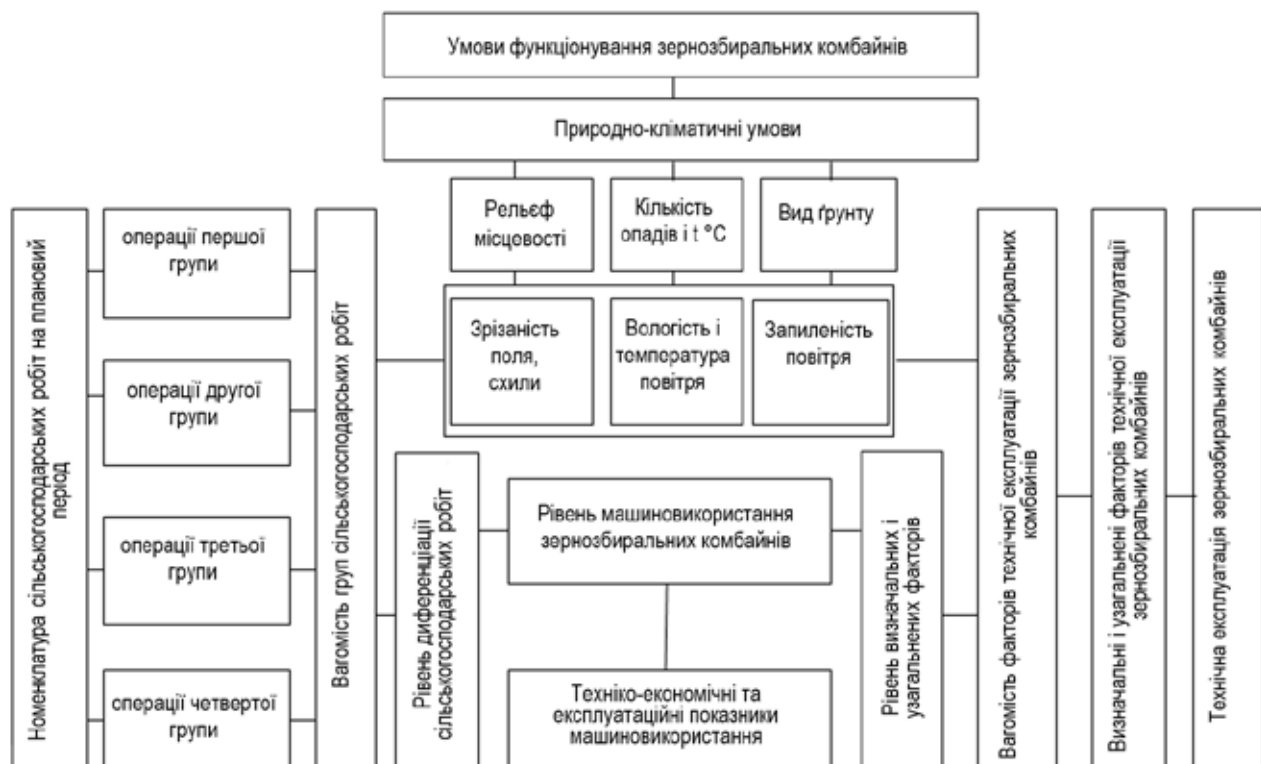 Умови функціонування зернозбиральних комбайнів
Природно-кліматичні умови
Рельєф
місцевості
Кількість
опадів і t °C
Вид ґрунту
Зрізаність
поля,
схили
Вологість і
температура
повітря
Запиленість
повітря
Номенклатура сільськогосподарських робіт на плановий
період
операції першої
групи
операції другої
групи
операції третьої
групи
операції четвертої
групи
Вагомість груп сільськогосподарських робіт
Рівень диференціації
сільськогосподарських робіт
Рівень машиновикористання
зернозбиральних комбайнів
Техніко-економічні та
експлуатаційні показники
машиновикористання
Рівень визначальних і
узагальнених факторів
Вагомість факторів технічної експлуатації зернозбиральних
комбайнів
Визначальні і узагальнені факторів технічної експлуатації
зернозбиральних комбайнів
Технічна експлуатація зернозбиральних комбайнів